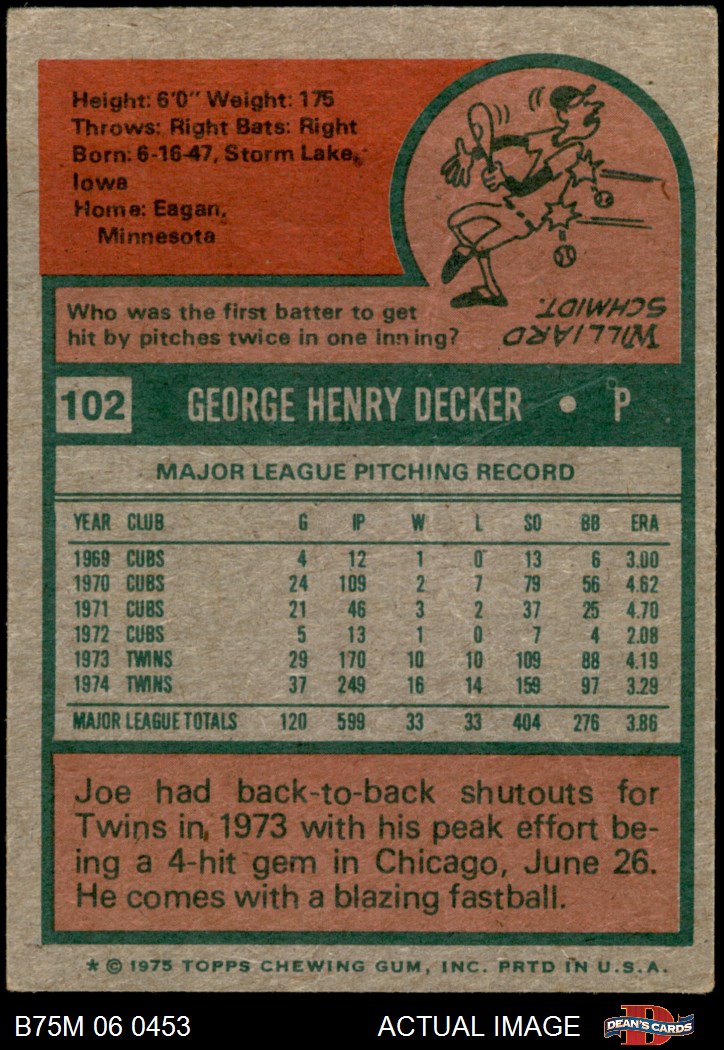 Height: 6'0" Weight: 175
Throws: Right Bats: Right
Born: 6-16-47, Storm Lake,
Iowa
Home: Eagan,
Minnesota
Who was the first batter to get
hit by pitches twice in one inning?
WILLIARD
SCHMIDT.
102 GEORGE HENRY DECKER • P
MAJOR LEAGUE PITCHING RECORD
YEAR CLUB G IP W L SO BB ERA
1969 CUBS 4 12 1 0 13 6 3.00
1970 CUBS 24 109 2 7 79 56 4.62
1971 CUBS 21 46 3 2 37 25 4.70
1972 CUBS 5 13 1 0 7 4 2.08
1973 TWINS 29 170 10 10 109 88 4.19
1974 TWINS 37 249 16 14 159 97 3.29
MAJOR LEAGUE TOTALS 120 599 33 33 404 276 3.86
Joe had back-to-back shutouts for
Twins in 1973 with his peak effort be-
ing a 4-hit gem in Chicago, June 26.
He comes with a blazing fastball.
* © 1975 TOPPS CHEWING GUM, INC. PRTD IN U.S.A.
B75M 06 0453 ACTUAL IMAGE D DEAN'S CARDS